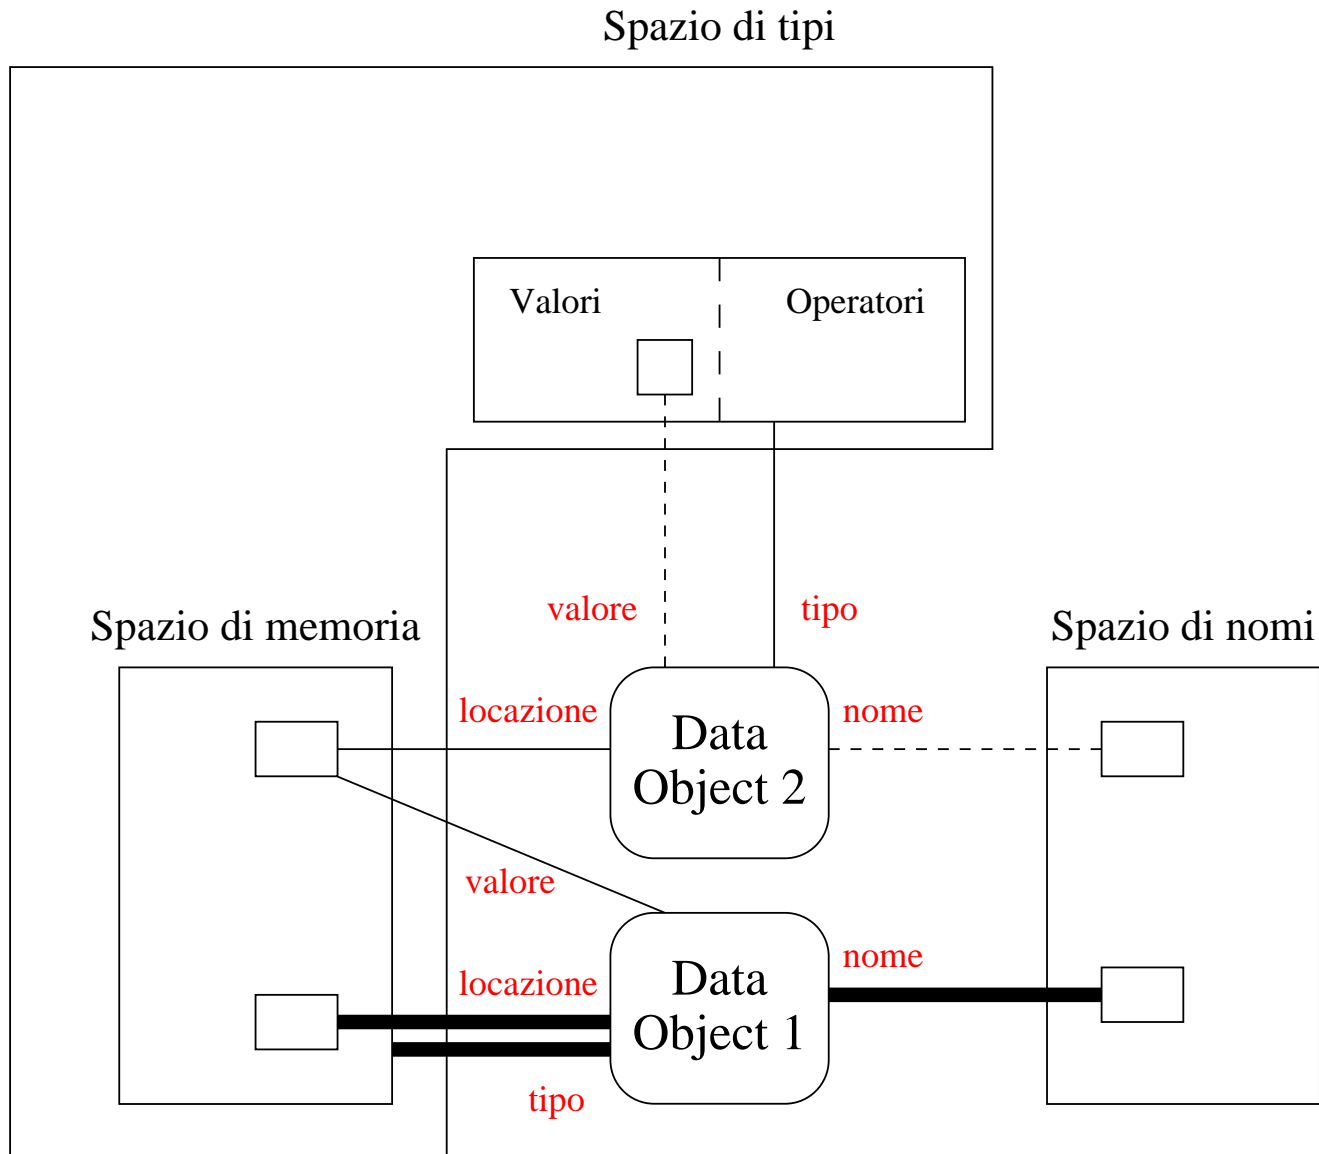 Spazio di tipi
Valori
Operatori
valore
tipo
Spazio di memoria
Spazio di nomi
locazione
Data
Object 2
nome
valore
locazione
Data
Object 1
nome
tipo